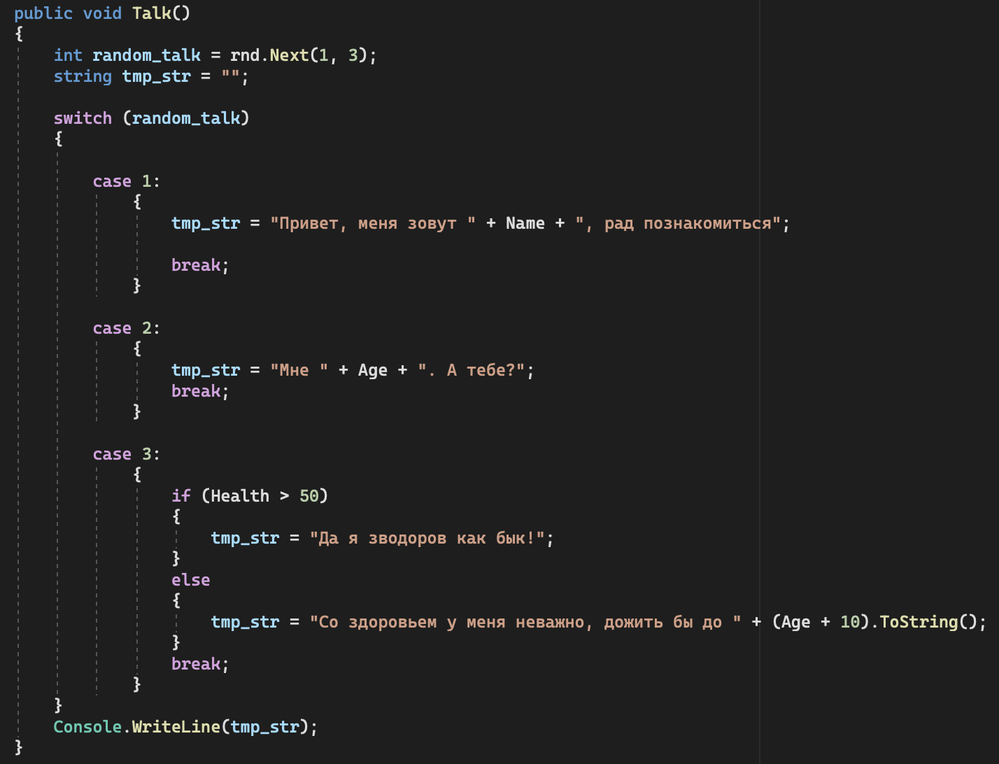 public void Talk()
{
int random_talk = rnd.Next(1, 3);
string tmp_str = "";
switch (random_talk)
{
case 1:
{
tmp_str = "Привет, меня зовут " + Name + ", рад познакомиться";
break;
}
case 2:
{
tmp_str = "Мне " + Age + ". А тебе?";
break;
}
case 3:
{
if (Health > 50)
{
tmp_str = "Да я зводоров как бык!";
}
else
{
tmp_str = "Со здоровьем у меня неважно, дожить бы до " + (Age + 10).ToString();
}
break;
}
}
Console.WriteLine(tmp_str);
}